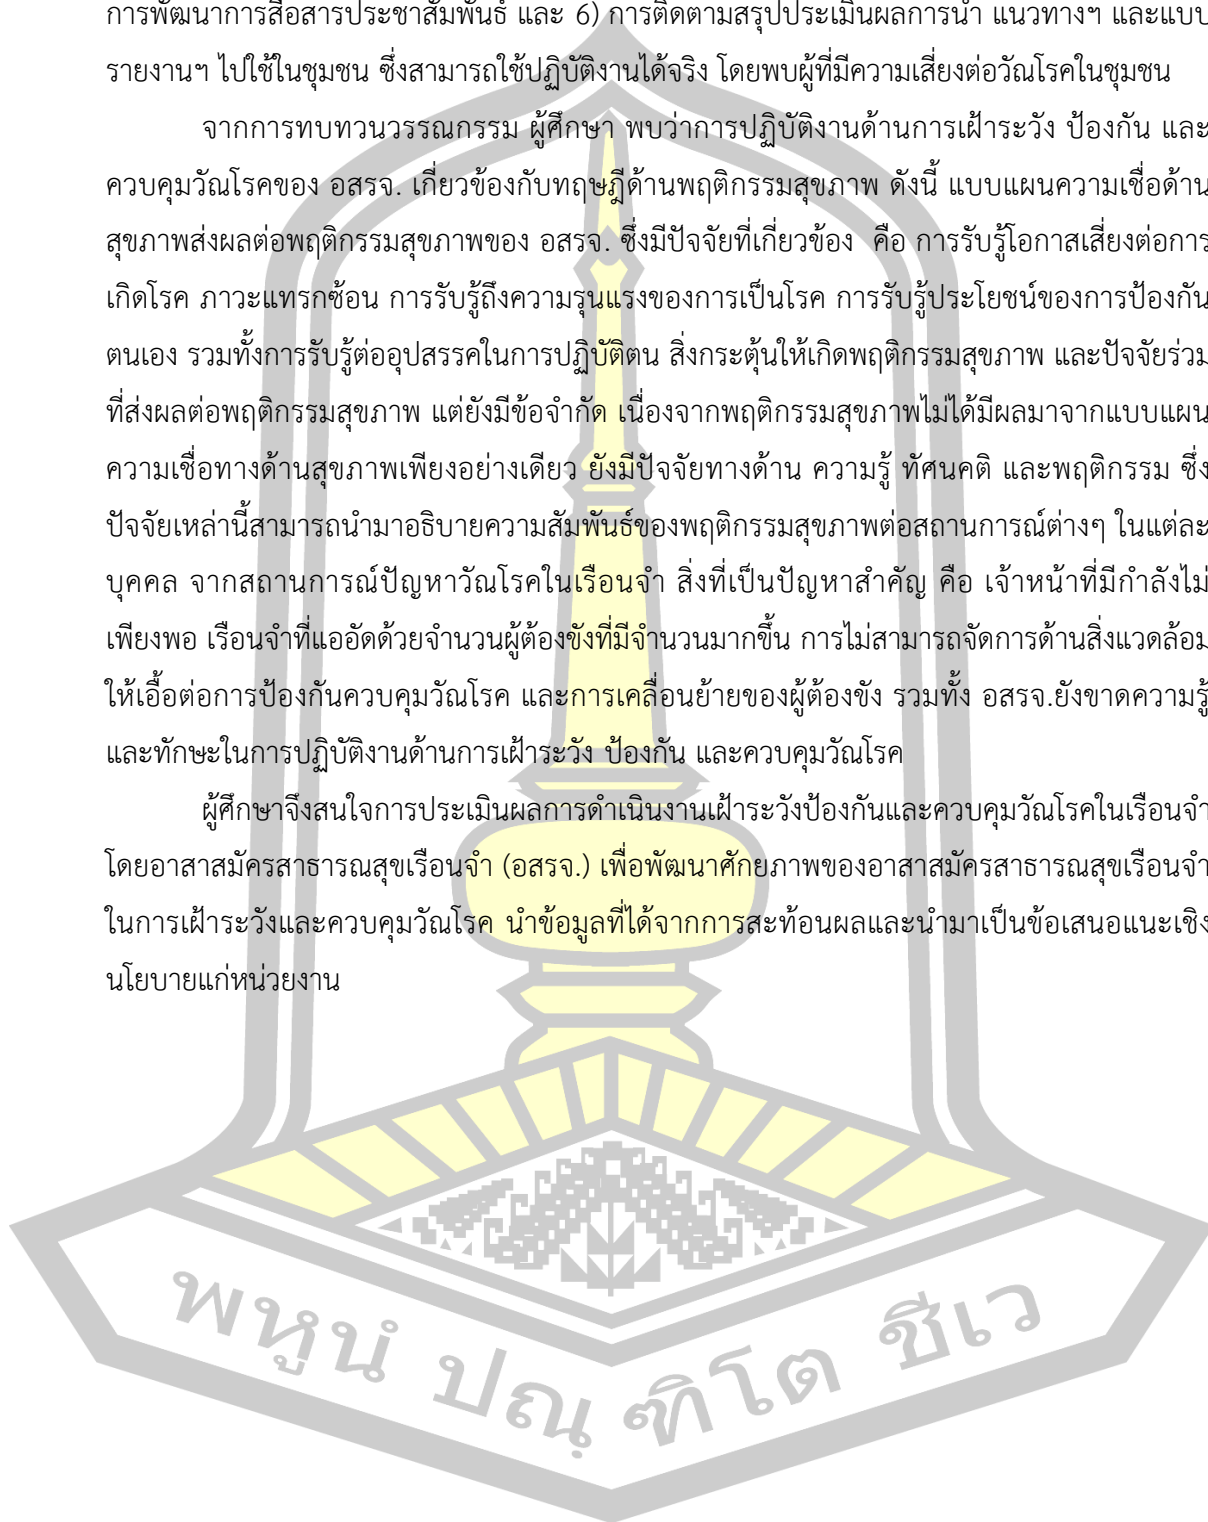 การพัฒนาการสื่อสารประชาสัมพันธ์ และ 6) การติดตามสรุปประเมินผลการนำ แนวทางฯ และแบบ
รายงานฯ ไปใช้ในชุมชน ซึ่งสามารถใช้ปฏิบัติงานได้จริง โดยพบผู้ที่มีความเสี่ยงต่อวัณโรคในชุมชน
จากการทบทวนวรรณกรรม ผู้ศึกษา พบว่าการปฏิบัติงานด้านการเฝ้าระวัง ป้องกัน และ
ควบคุมวัณโรคของ อสรจ. เกี่ยวข้องกับทฤษฎีด้านพฤติกรรมสุขภาพ ดังนี้ แบบแผนความเชื่อด้าน
สุขภาพส่งผลต่อพฤติกรรมสุขภาพของ อสรจ. ซึ่งมีปัจจัยที่เกี่ยวข้อง คือ การรับรู้โอกาสเสี่ยงต่อการ
เกิดโรค ภาวะแทรกซ้อน การรับรู้ถึงความรุนแรงของการเป็นโรค การรับรู้ประโยชน์ของการป้องกัน
ตนเอง รวมทั้งการรับรู้ต่ออุปสรรคในการปฏิบัติตน สิ่งกระตุ้นให้เกิดพฤติกรรมสุขภาพ และปัจจัยร่วม
ที่ส่งผลต่อพฤติกรรมสุขภาพ แต่ยังมีข้อจำกัด เนื่องจากพฤติกรรมสุขภาพไม่ได้มีผลมาจากแบบแผน
ความเชื่อทางด้านสุขภาพเพียงอย่างเดียว ยังมีปัจจัยทางด้าน ความรู้ ทัศนคติ และพฤติกรรม ซึ่ง
ปัจจัยเหล่านี้สามารถนำมาอธิบายความสัมพันธ์ของพฤติกรรมสุขภาพต่อสถานการณ์ต่างๆ ในแต่ละ
บุคคล จากสถานการณ์ปัญหาวัณโรคในเรือนจำ สิ่งที่เป็นปัญหาสำคัญ คือ เจ้าหน้าที่มีกำลังไม่
เพียงพอ เรือนจำที่แออัดด้วยจำนวนผู้ต้องขังที่มีจำนวนมากขึ้น การไม่สามารถจัดการด้านสิ่งแวดล้อม
ให้เอื้อต่อการป้องกันควบคุมวัณโรค และการเคลื่อนย้ายของผู้ต้องขัง รวมทั้ง อสรจ.ยังขาดความรู้
และทักษะในการปฏิบัติงานด้านการเฝ้าระวัง ป้องกัน และควบคุมวัณโรค
ผู้ศึกษาจึงสนใจการประเมินผลการดำเนินงานเฝ้าระวังป้องกันและควบคุมวัณโรคในเรือนจำ
โดยอาสาสมัครสาธารณสุขเรือนจำ (อสรจ.) เพื่อพัฒนาศักยภาพของอาสาสมัครสาธารณสุขเรือนจำ
ในการเฝ้าระวังและควบคุมวัณโรค นำข้อมูลที่ได้จากการสะท้อนผลและนำมาเป็นข้อเสนอแนะเชิง
นโยบายแก่หน่วยงาน
พหูนํ ปณฺฑิโต ชีเว